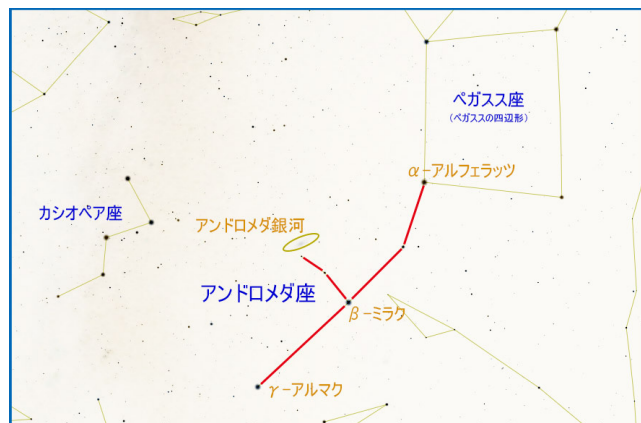 ペガスス座
(ペガススの四辺形)
α-アルフェラッツ
カシオペア座
アンドロメダ銀河
アンドロメダ座
β-ミラク
γ-アルマク